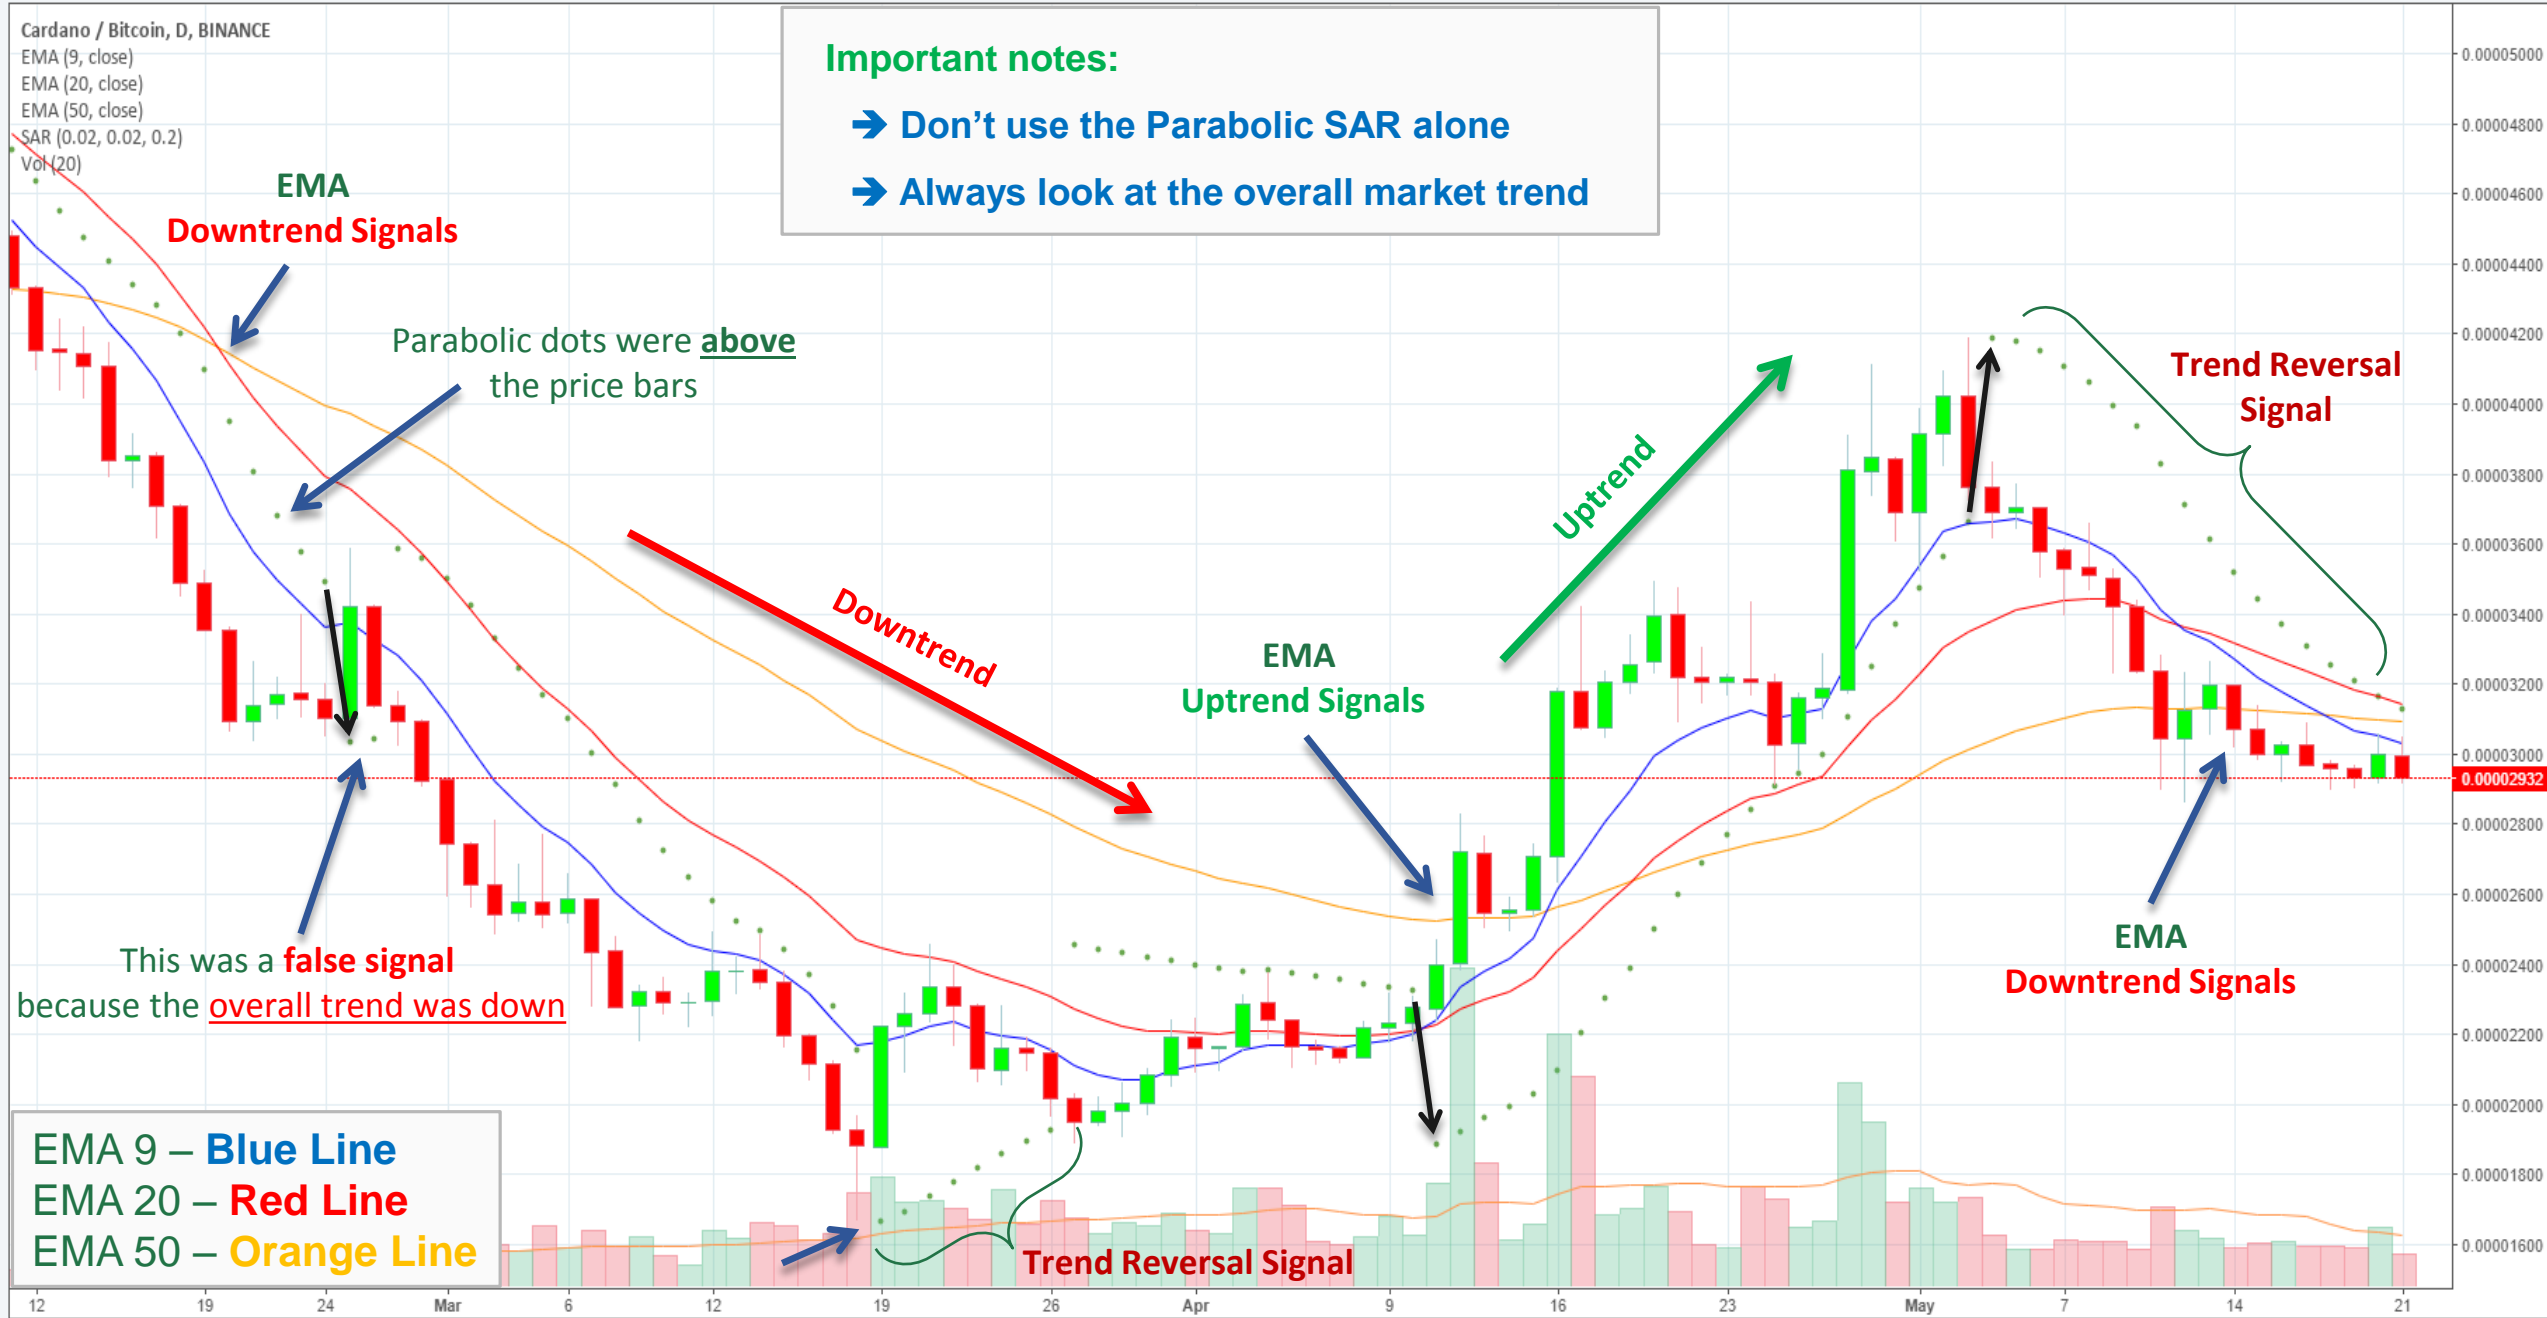 Cardano / Bitcoin, D, BINANCE
EMA (9, close)
EMA (20, close)
EMA (50, close)
SAR (0.02, 0.02, 0.2)
Vol (20)
Important notes:
➔ Don't use the Parabolic SAR alone
➔ Always look at the overall market trend
EMA
Downtrend Signals
Parabolic dots were above
the price bars
Downtrend
This was a false signal
because the overall trend was down
EMA
Uptrend Signals
Uptrend
Trend Reversal
Signal
EMA
Downtrend Signals
Trend Reversal Signal
EMA 9 – Blue Line
EMA 20 – Red Line
EMA 50 – Orange Line
0.00005000
0.00004800
0.00004600
0.00004400
0.00004200
0.00004000
0.00003800
0.00003600
0.00003400
0.00003200
0.00003000
0.00002932
0.00002800
0.00002600
0.00002400
0.00002200
0.00002000
0.00001800
0.00001600
12 19 24 Mar 6 12 19 26 Apr 9 16 23 May 7 14 21